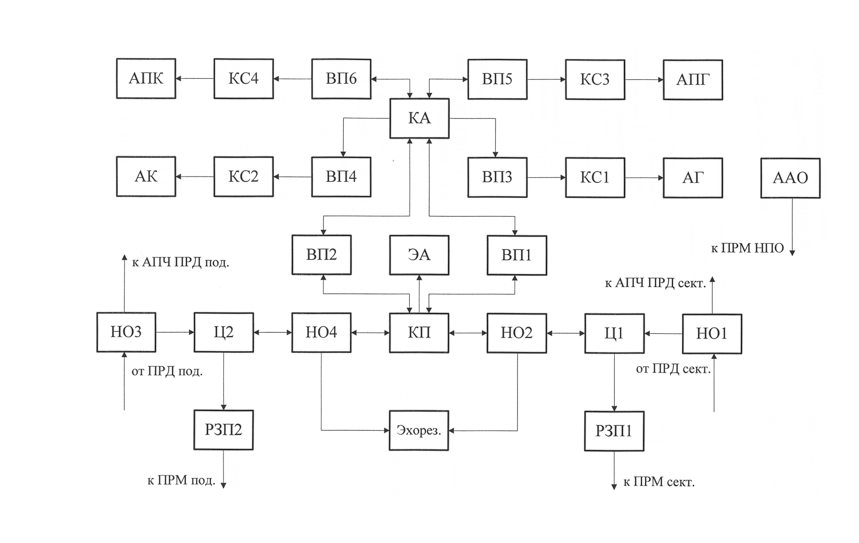 АПК КС4 ВП6 ВП5 КС3 АПГ
КА
АК КС2 ВП4 ВП3 КС1 АГ ААО
ВП2 ЭА ВП1 к ПРМ НПО
к АПЧ ПРД под. к АПЧ ПРД сект.
НО3 Ц2 НО4 КП НО2 Ц1 НО1
от ПРД под. от ПРД сект.
РЗП2 Эхорез. РЗП1
к ПРМ под. к ПРМ сект.